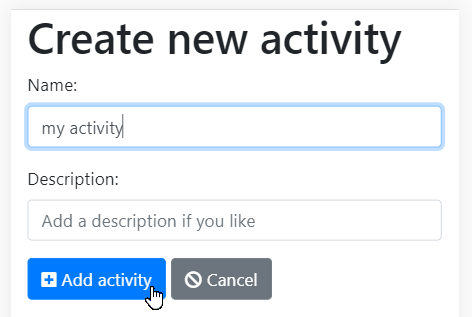 Create new activity
Name:
my activity
Description:
Add a description if you like
Add activity Cancel